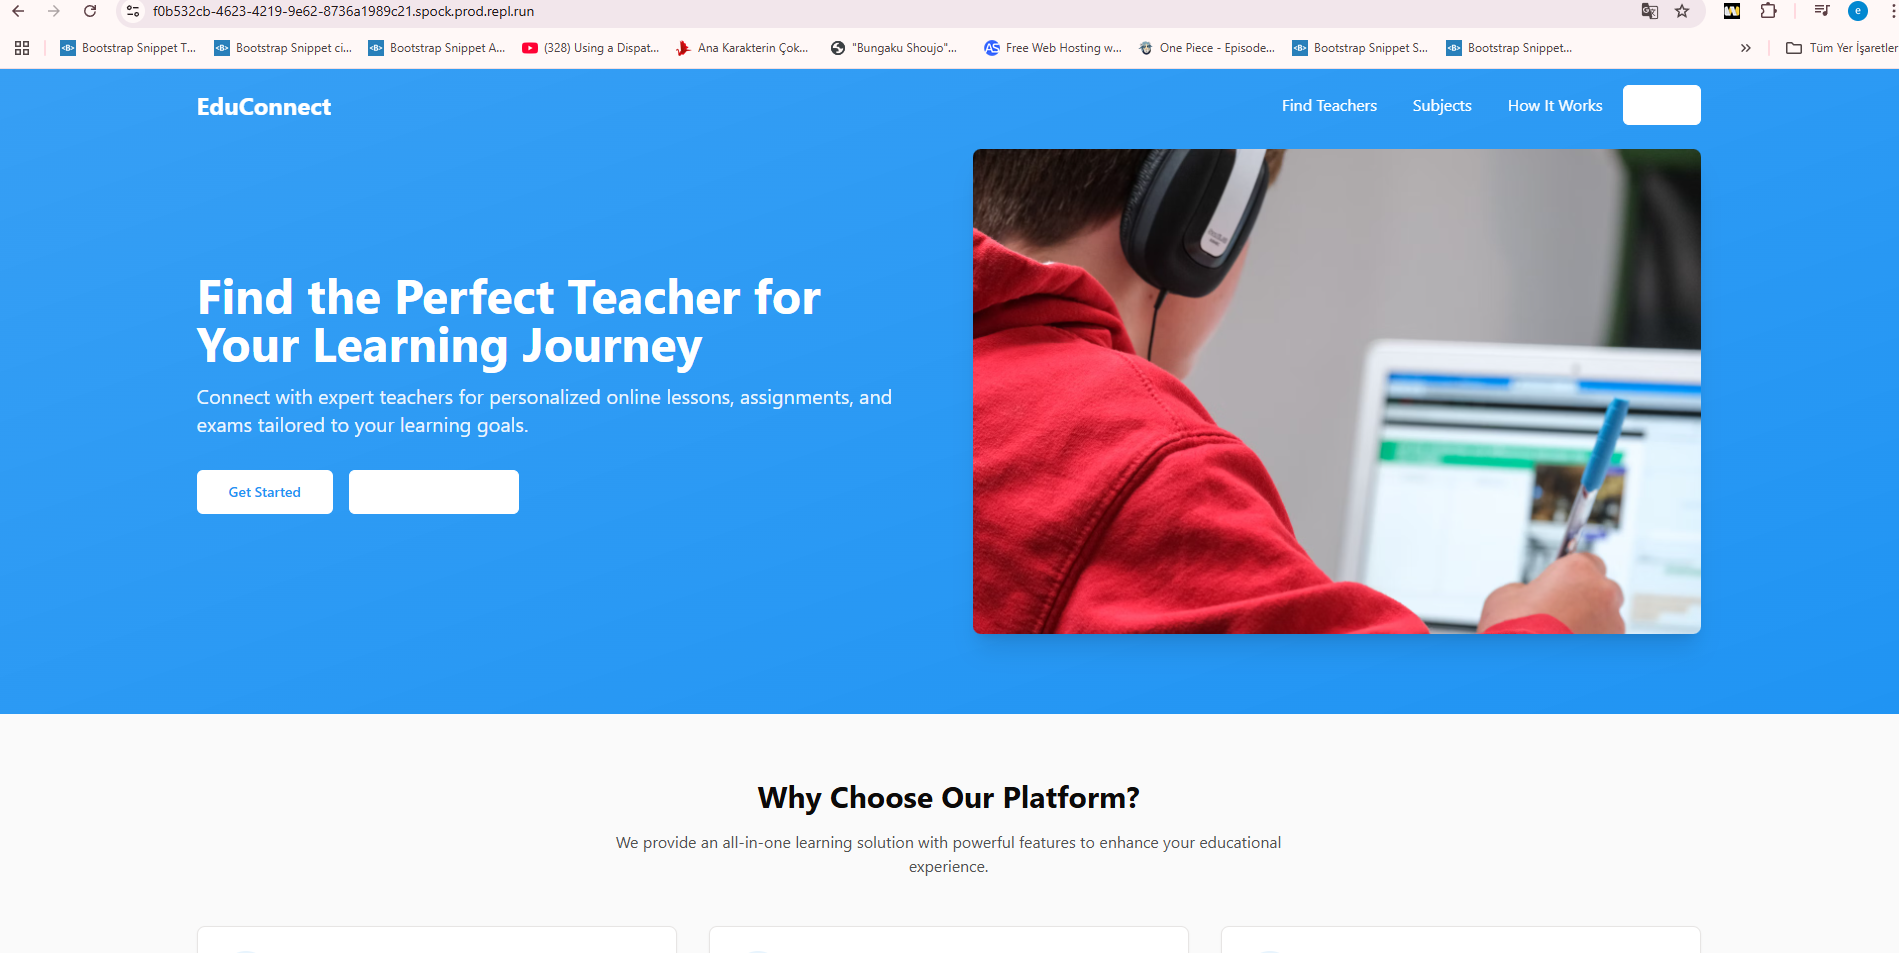 f0b532cb-4623-4219-9e62-8736a1989c21.spock.prod.repl.run
Bootstrap Snippet T...
Bootstrap Snippet ci...
Bootstrap Snippet A...
(328) Using a Dispat...
Ana Karakterin Çok...
"Bungaku Shoujo"...
Free Web Hosting w...
One Piece - Episode...
Bootstrap Snippet S...
Bootstrap Snippet...
Tüm Yer İşaretler
EduConnect
Find Teachers
Subjects
How It Works
Find the Perfect Teacher for
Your Learning Journey
Connect with expert teachers for personalized online lessons, assignments, and
exams tailored to your learning goals.
Get Started
Why Choose Our Platform?
We provide an all-in-one learning solution with powerful features to enhance your educational
experience.